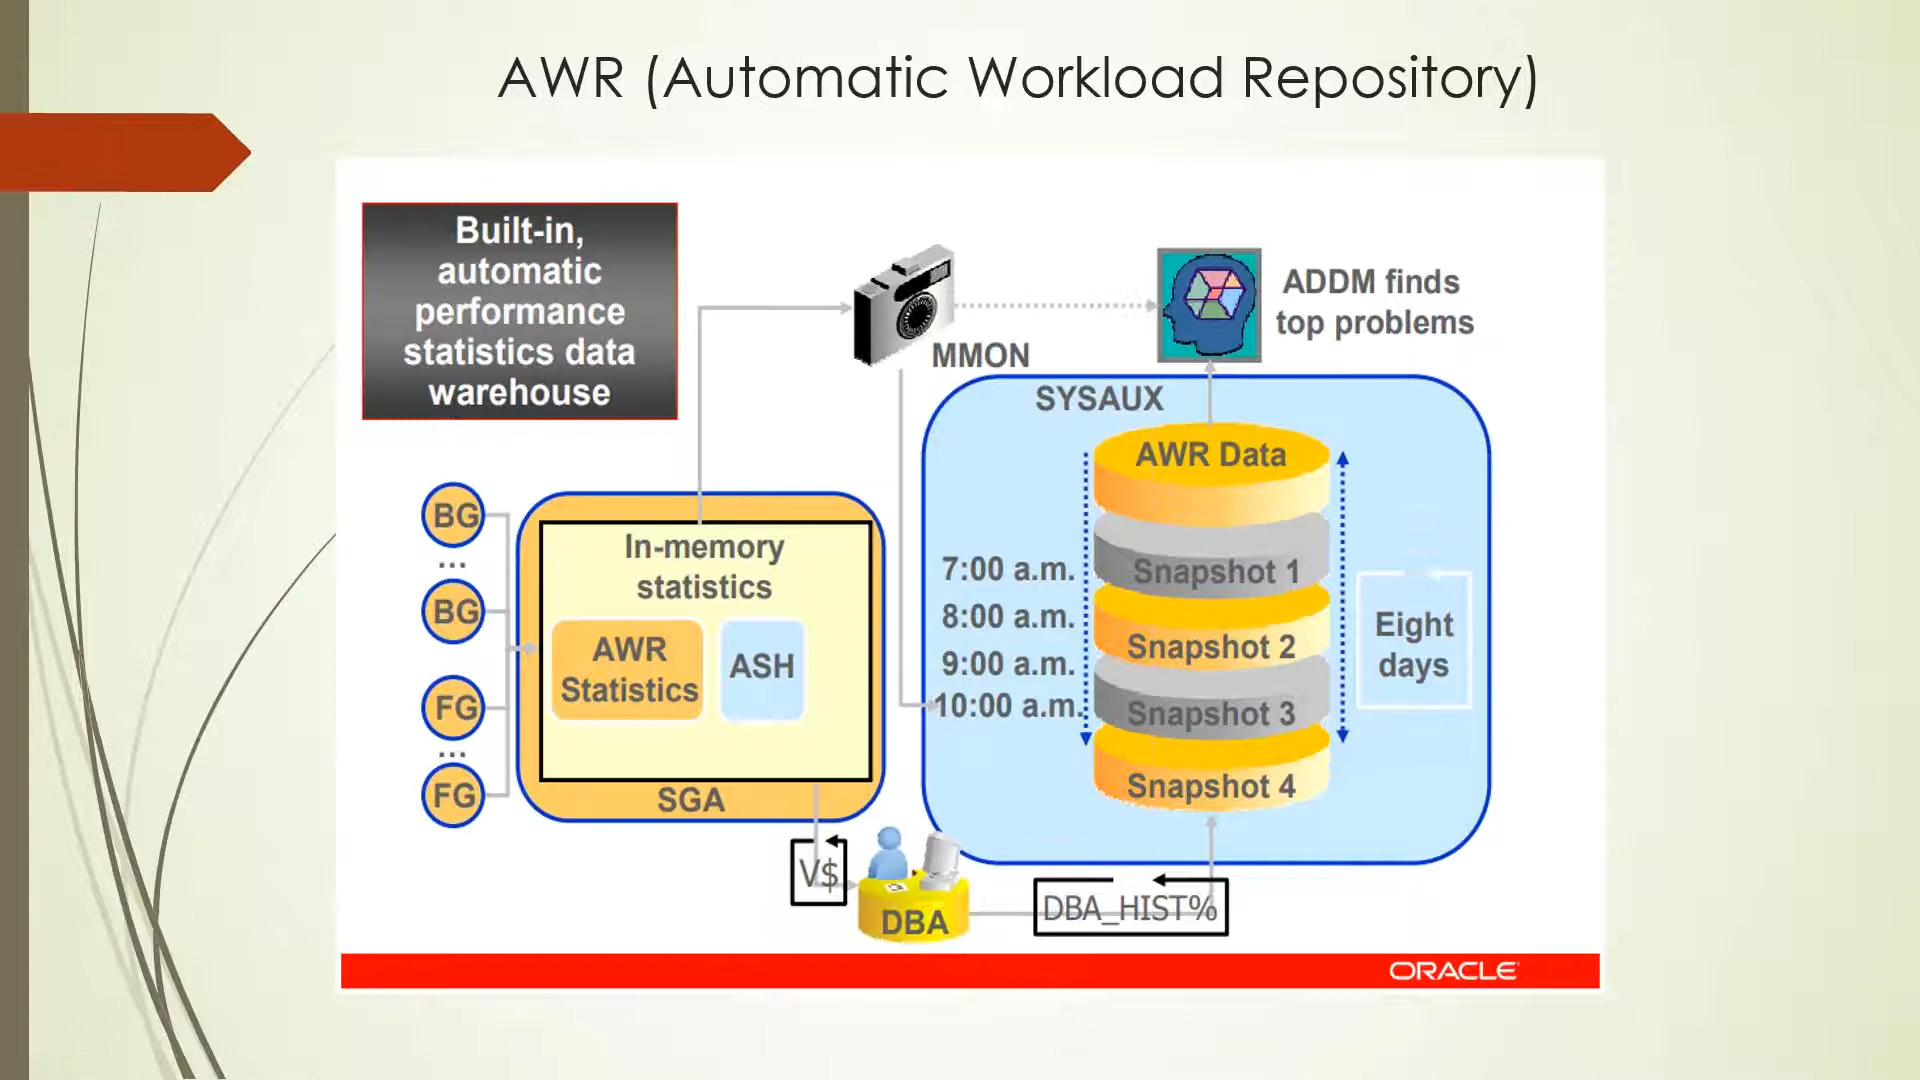 AWR (Automatic Workload Repository)
Built-in,
automatic
performance
statistics data
warehouse
MMON
ADDM finds
top problems
SYSAUX
AWR Data
BG
...
BG
FG
...
FG
In-memory
statistics
AWR
Statistics
ASH
SGA
7:00 a.m.
8:00 a.m.
9:00 a.m.
10:00 a.m.
Snapshot 1
Snapshot 2
Snapshot 3
Snapshot 4
Eight
days
V$
DBA
DBA_HIST%
ORACLE